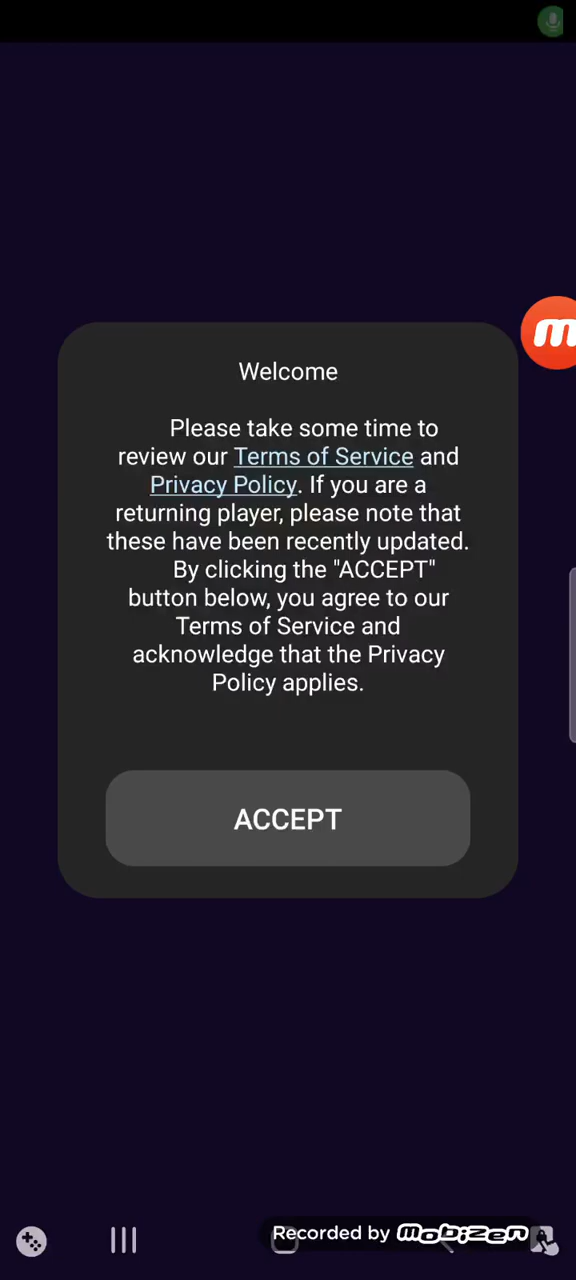 Welcome
Please take some time to
review our Terms of Service and
Privacy Policy. If you are a
returning player, please note that
these have been recently updated.
By clicking the "ACCEPT"
button below, you agree to our
Terms of Service and
acknowledge that the Privacy
Policy applies.
ACCEPT
Recorded by mobizen